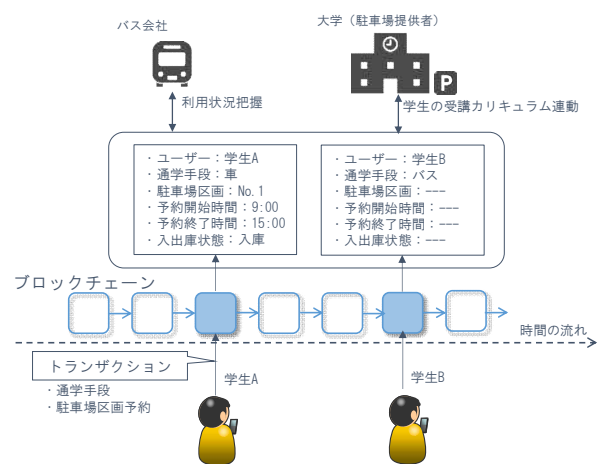 バス会社
大学（駐車場提供者）
P
利用状況把握
学生の受講カリキュラム連動
・ユーザー：学生A
・通学手段：車
・駐車場区画：No.1
・予約開始時間：9:00
・予約終了時間：15:00
・入出庫状態：入庫
・ユーザー：学生B
・通学手段：バス
・駐車場区画：---
・予約開始時間：---
・予約終了時間：---
・入出庫状態：---
ブロックチェーン
時間の流れ
トランザクション
・通学手段
・駐車場区画予約
学生A
学生B